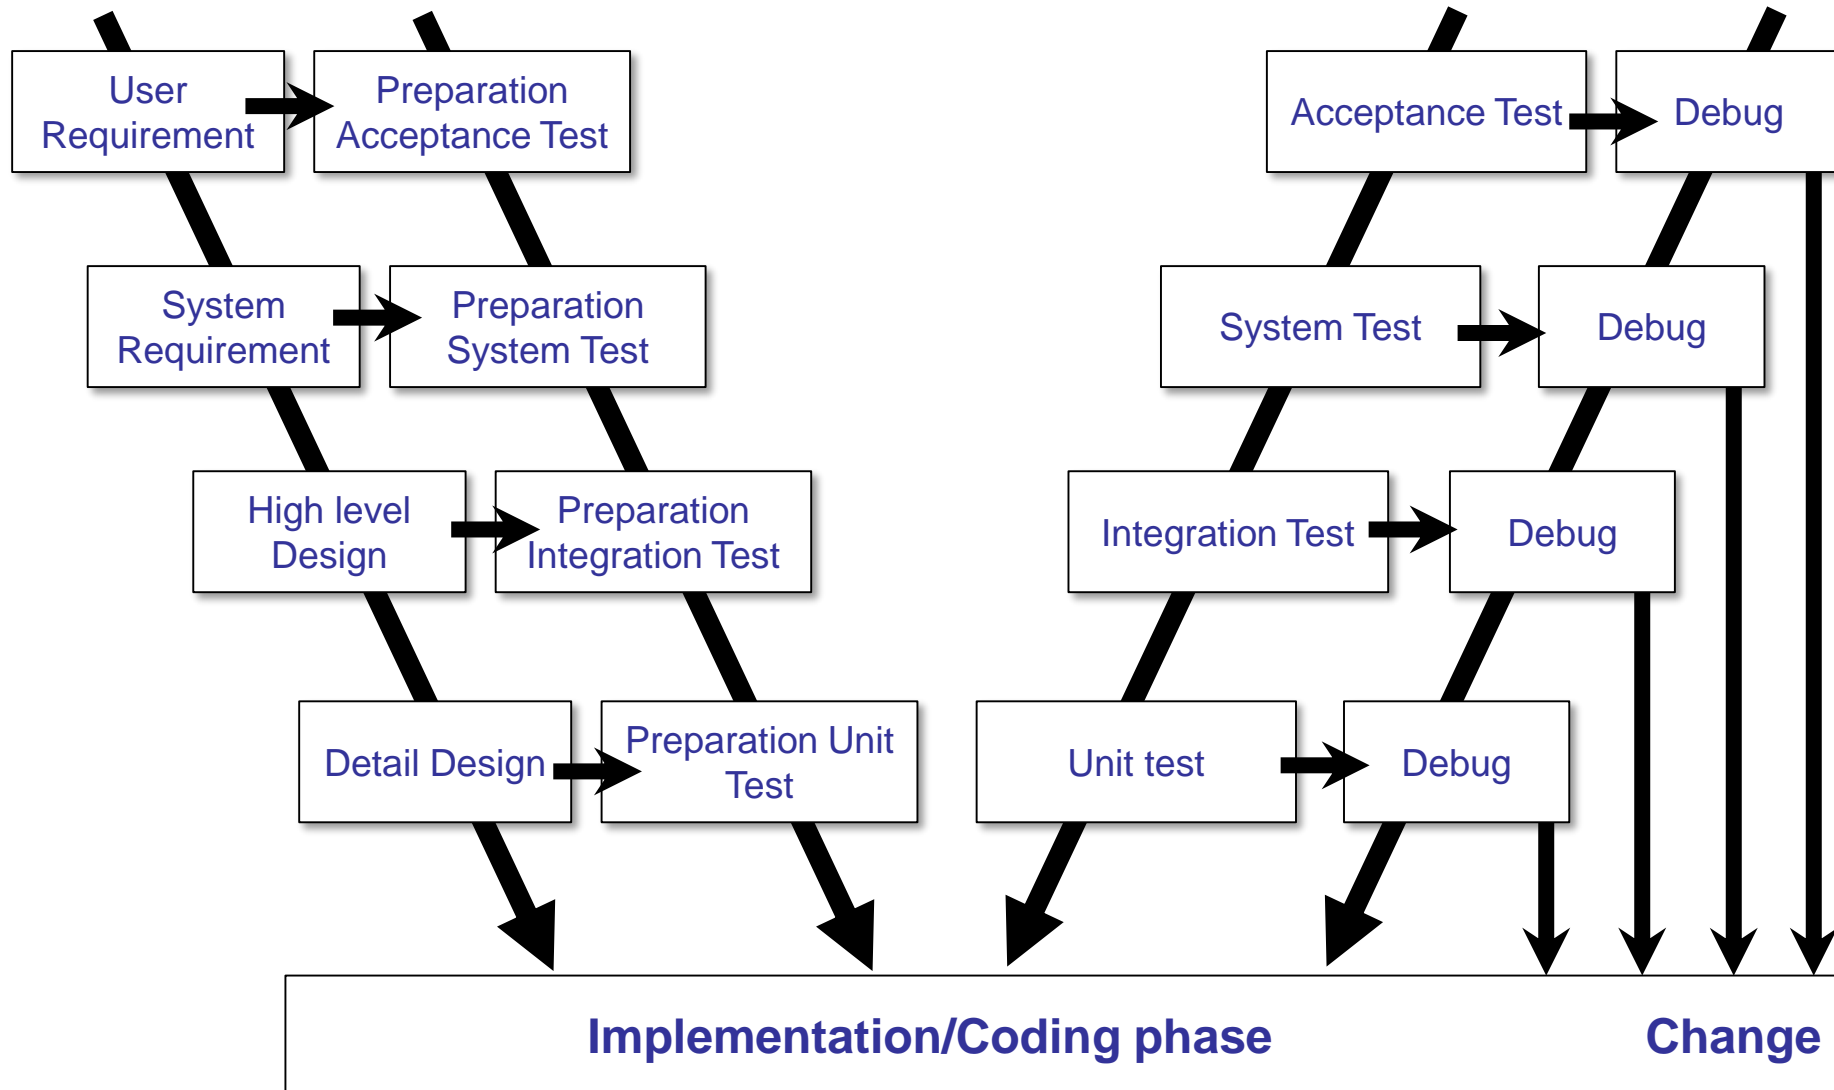 User
Requirement
Preparation
Acceptance Test
Acceptance Test
Debug
System
Requirement
Preparation
System Test
System Test
Debug
High level
Design
Preparation
Integration Test
Integration Test
Debug
Detail Design
Preparation Unit
Test
Unit test
Debug
Implementation/Coding phase
Change